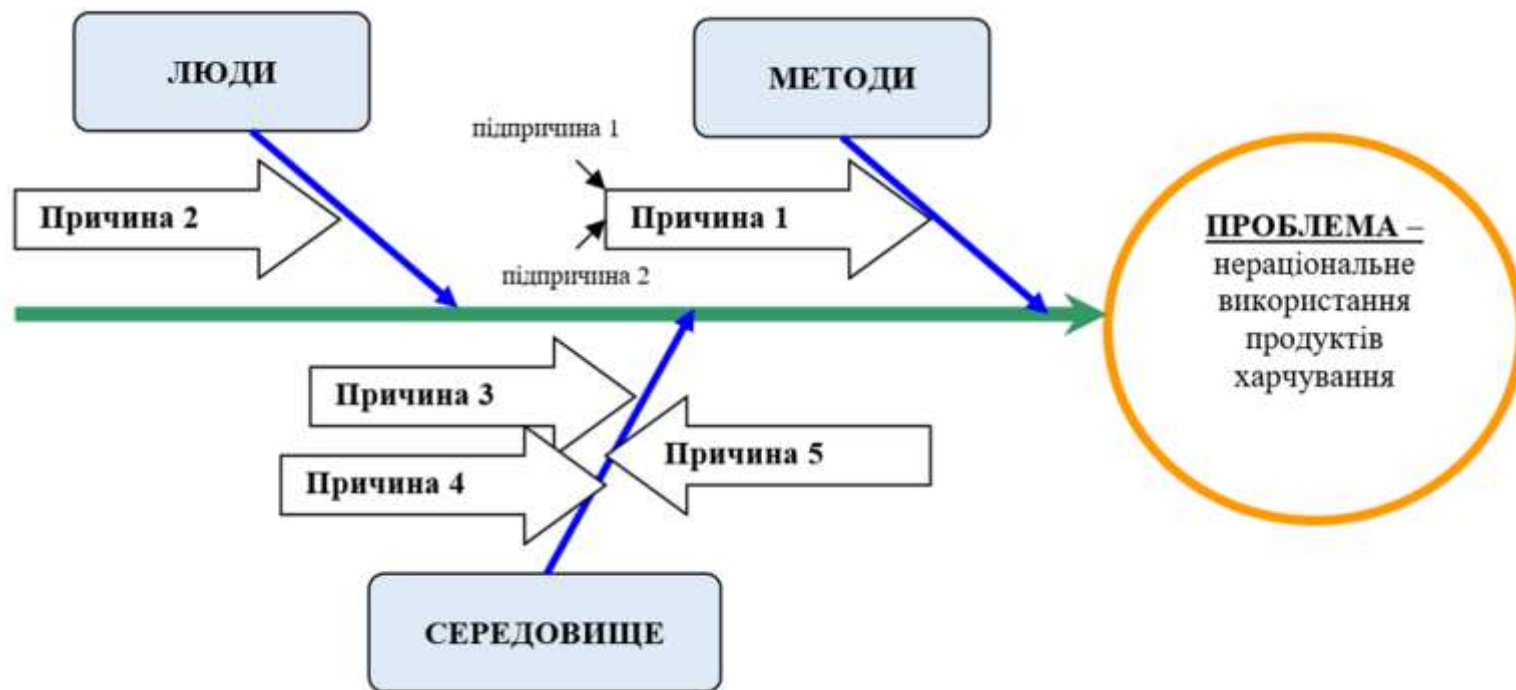 ЛЮДИ
МЕТОДИ
підпричина 1
Причина 2
Причина 1
підпричина 2
ПРОБЛЕМА –
нераціональне
використання
продуктів
харчування
Причина 3
Причина 5
Причина 4
СЕРЕДОВИЩЕ